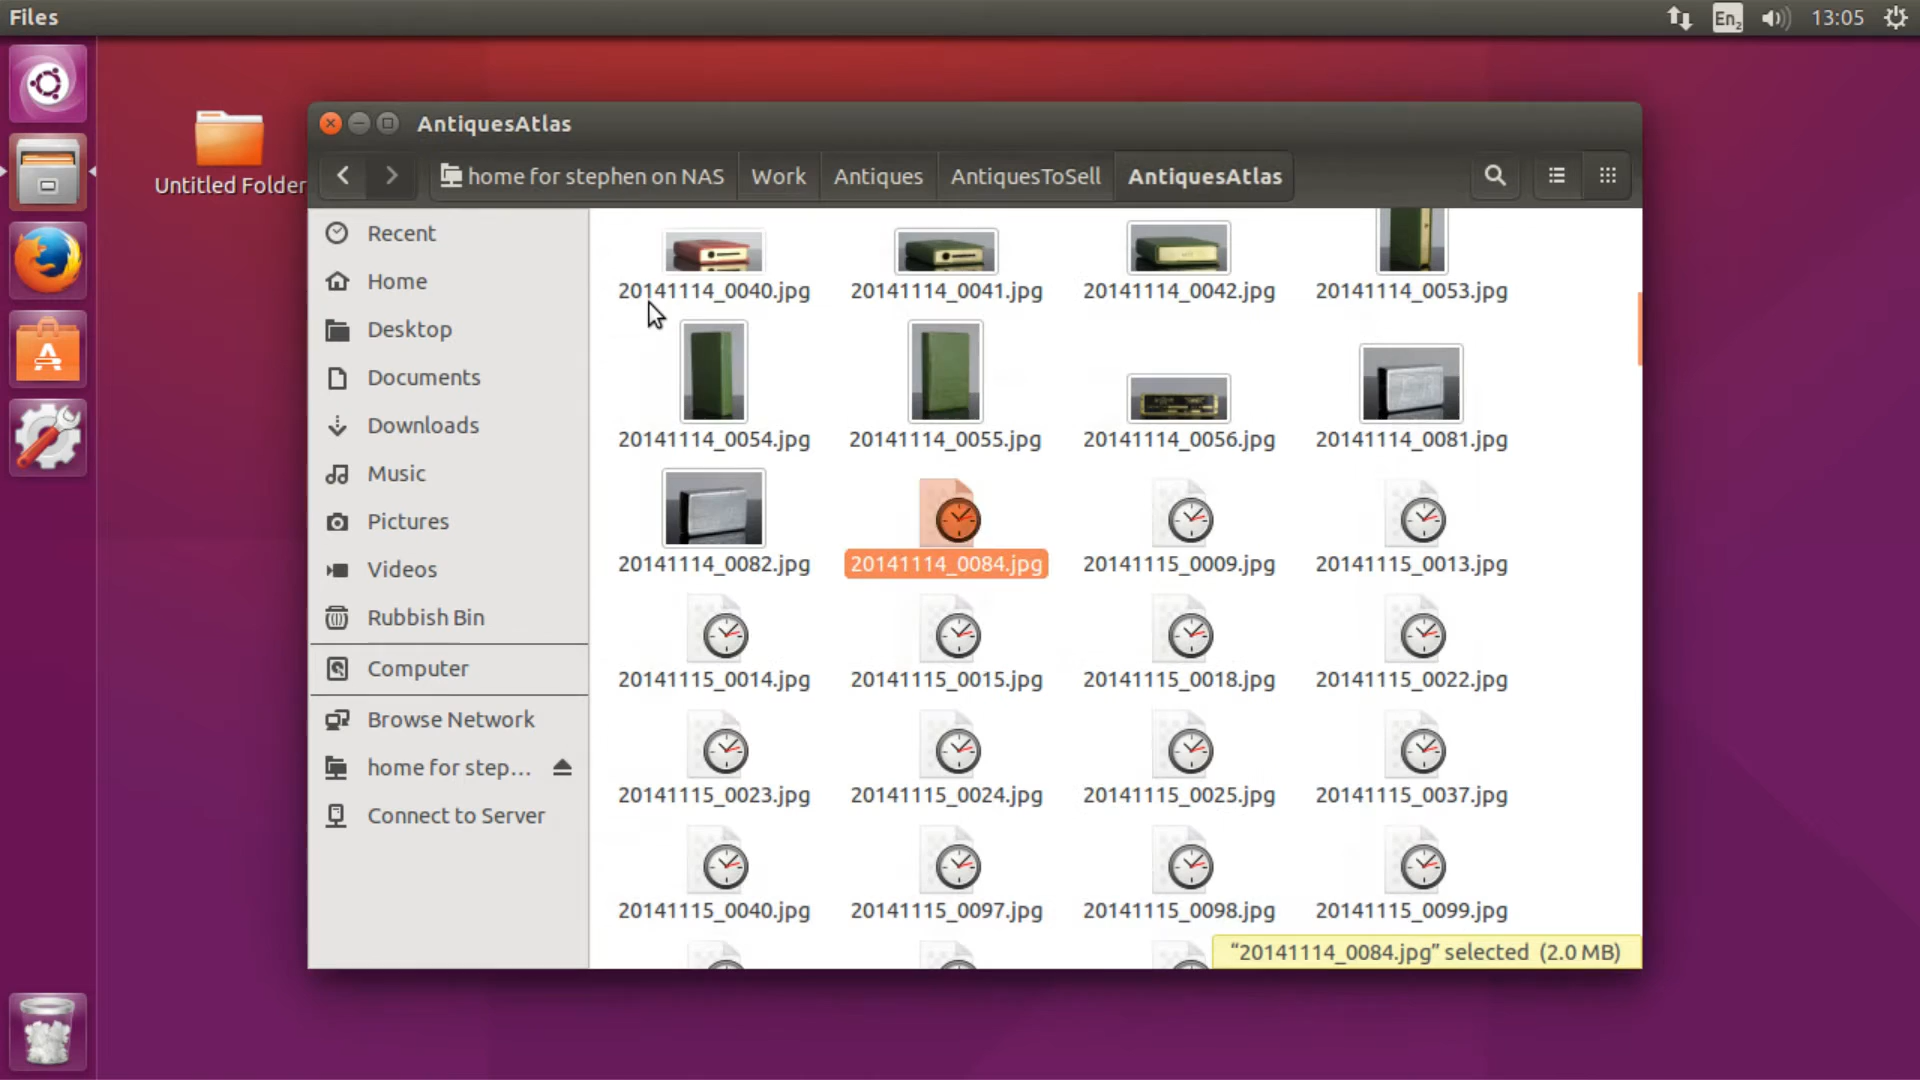 Files
En2
13:05
Untitled Folder
AntiquesAtlas
home for stephen on NAS
Work
Antiques
AntiquesToSell
AntiquesAtlas
Recent
Home
Desktop
Documents
Downloads
Music
Pictures
Videos
Rubbish Bin
Computer
Browse Network
home for step...
Connect to Server
20141114_0040.jpg
20141114_0041.jpg
20141114_0042.jpg
20141114_0053.jpg
20141114_0054.jpg
20141114_0055.jpg
20141114_0056.jpg
20141114_0081.jpg
20141114_0082.jpg
20141114_0084.jpg
20141115_0009.jpg
20141115_0013.jpg
20141115_0014.jpg
20141115_0015.jpg
20141115_0018.jpg
20141115_0022.jpg
20141115_0023.jpg
20141115_0024.jpg
20141115_0025.jpg
20141115_0037.jpg
20141115_0040.jpg
20141115_0097.jpg
20141115_0098.jpg
20141115_0099.jpg
“20141114_0084.jpg” selected (2.0 MB)